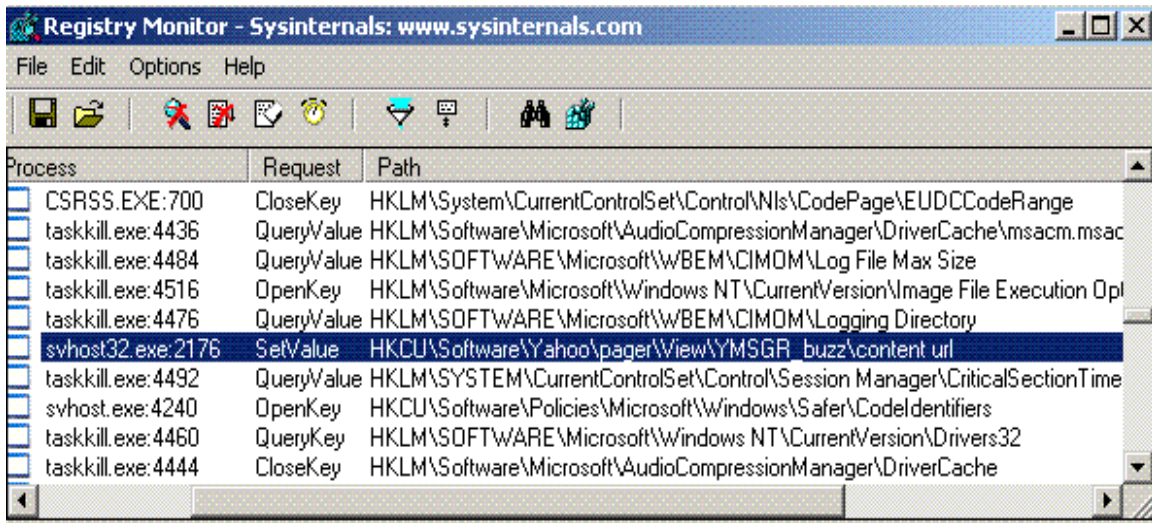 Registry Monitor - Sysinternals: www.sysinternals.com
File Edit Options Help
Process Request Path
CSRSS.EXE:700 CloseKey HKLM\System\CurrentControlSet\Control\Nls\CodePage\EUDCCodeRange
taskkill.exe:4436 QueryValue HKLM\Software\Microsoft\AudioCompressionManager\DriverCache\msacm.msac
taskkill.exe:4484 QueryValue HKLM\SOFTWARE\Microsoft\WBEM\CIMOM\Log File Max Size
taskkill.exe:4516 OpenKey HKLM\Software\Microsoft\Windows NT\CurrentVersion\Image File Execution Opt
taskkill.exe:4476 QueryValue HKLM\SOFTWARE\Microsoft\WBEM\CIMOM\Logging Directory
svhost32.exe:2176 SetValue HKCU\Software\Yahoo\pager\View\YMSGR_buzz\content url
taskkill.exe:4492 QueryValue HKLM\SYSTEM\CurrentControlSet\Control\Session Manager\CriticalSectionTime
svhost.exe:4240 OpenKey HKCU\Software\Policies\Microsoft\Windows\Safer\CodeIdentifiers
taskkill.exe:4460 QueryKey HKLM\SOFTWARE\Microsoft\Windows NT\CurrentVersion\Drivers32
taskkill.exe:4444 CloseKey HKLM\Software\Microsoft\AudioCompressionManager\DriverCache